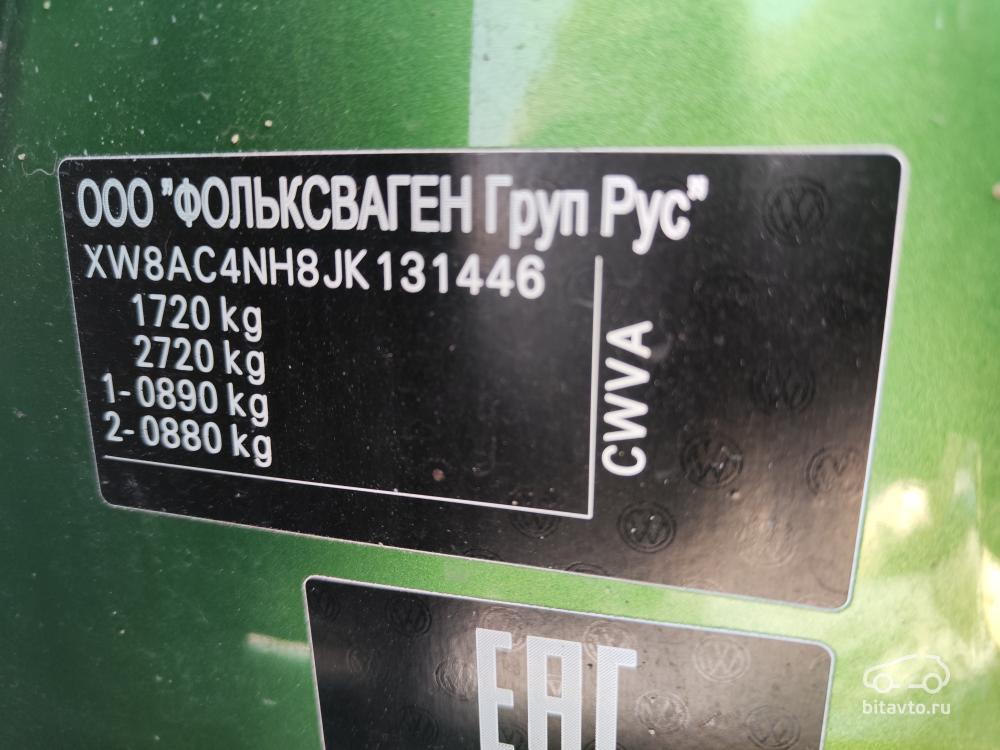 ООО "ФОЛЬКСВАГЕН Груп Рус"
XW8AC4NH8JK131446
1720 kg
2720 kg
1-0890 kg
2-0880 kg
CWVA
EAC
bitavto.ru